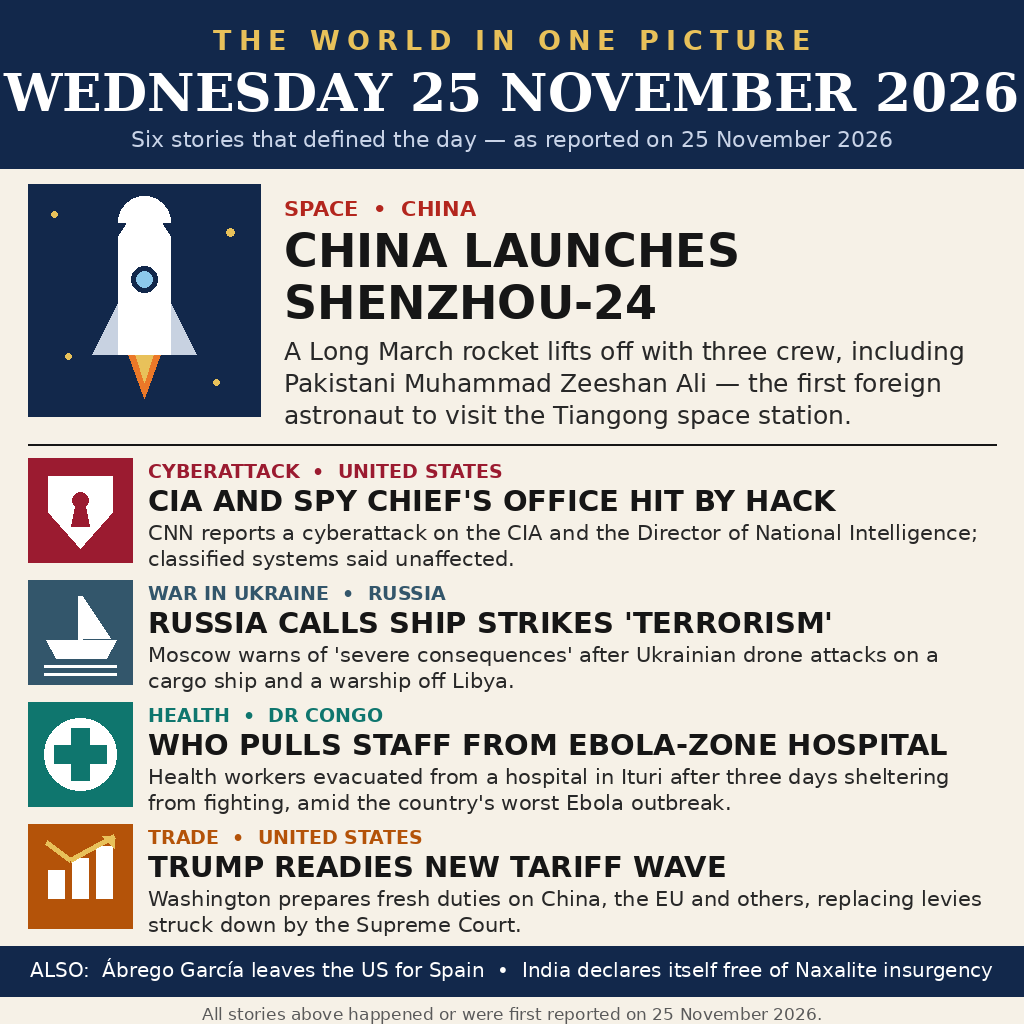 THE WORLD IN ONE PICTURE
WEDNESDAY 25 NOVEMBER 2026
Six stories that defined the day — as reported on 25 November 2026
SPACE • CHINA
CHINA LAUNCHES
SHENZHOU-24
A Long March rocket lifts off with three crew, including
Pakistani Muhammad Zeeshan Ali — the first foreign
astronaut to visit the Tiangong space station.
CYBERATTACK • UNITED STATES
CIA AND SPY CHIEF'S OFFICE HIT BY HACK
CNN reports a cyberattack on the CIA and the Director of National Intelligence;
classified systems said unaffected.
WAR IN UKRAINE • RUSSIA
RUSSIA CALLS SHIP STRIKES 'TERRORISM'
Moscow warns of 'severe consequences' after Ukrainian drone attacks on a
cargo ship and a warship off Libya.
HEALTH • DR CONGO
WHO PULLS STAFF FROM EBOLA-ZONE HOSPITAL
Health workers evacuated from a hospital in Ituri after three days sheltering
from fighting, amid the country's worst Ebola outbreak.
TRADE • UNITED STATES
TRUMP READIES NEW TARIFF WAVE
Washington prepares fresh duties on China, the EU and others, replacing levies
struck down by the Supreme Court.
ALSO: Ábrego García leaves the US for Spain • India declares itself free of Naxalite insurgency
All stories above happened or were first reported on 25 November 2026.